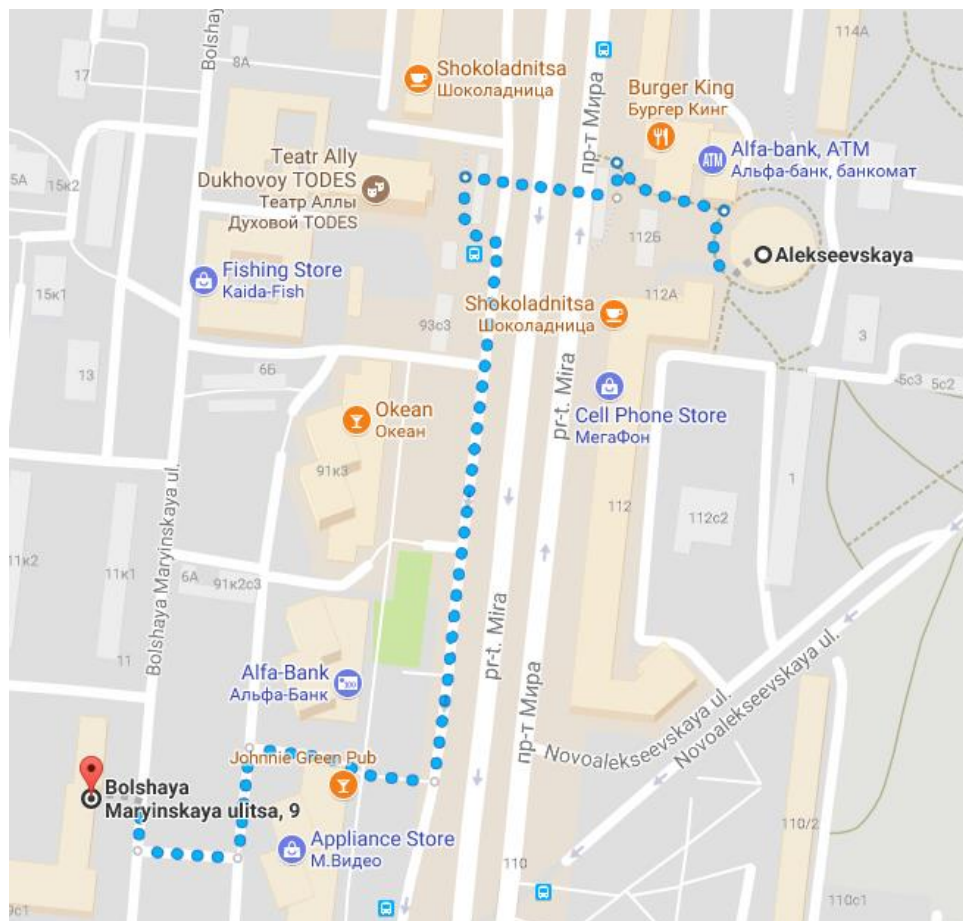 114A
Shokoladnitsa
Шоколадница
17
8A
Bolshay
пр-т Мира
Burger King
Бургер Кинг
Alfa-bank, ATM
Альфа-банк, банкомат
ATM
Teatr Ally
Dukhovoy TODES
Театр Аллы
Духовой TODES
5A
15к2
112Б
Alekseevskaya
Fishing Store
Kaida-Fish
15к1
112A
Shokoladnitsa
Шоколадница
93с3
3
13
6Б
5с3
5с2
pr-t. Mira
Cell Phone Store
МегаФон
Okean
Океан
91к3
1
112
112с2
Bolshaya Maryinskaya ul.
11к2
11к1
6A
91к2с3
11
pr-t. Mira
Alfa-Bank
Альфа-Банк
пр-т Мира
Novoalekseevskaya ul.
Novoalekseevskaya ul.
Johnnie Green Pub
Bolshaya
Maryinskaya ulitsa, 9
Appliance Store
М.Видео
110/2
110
110с1
9с1